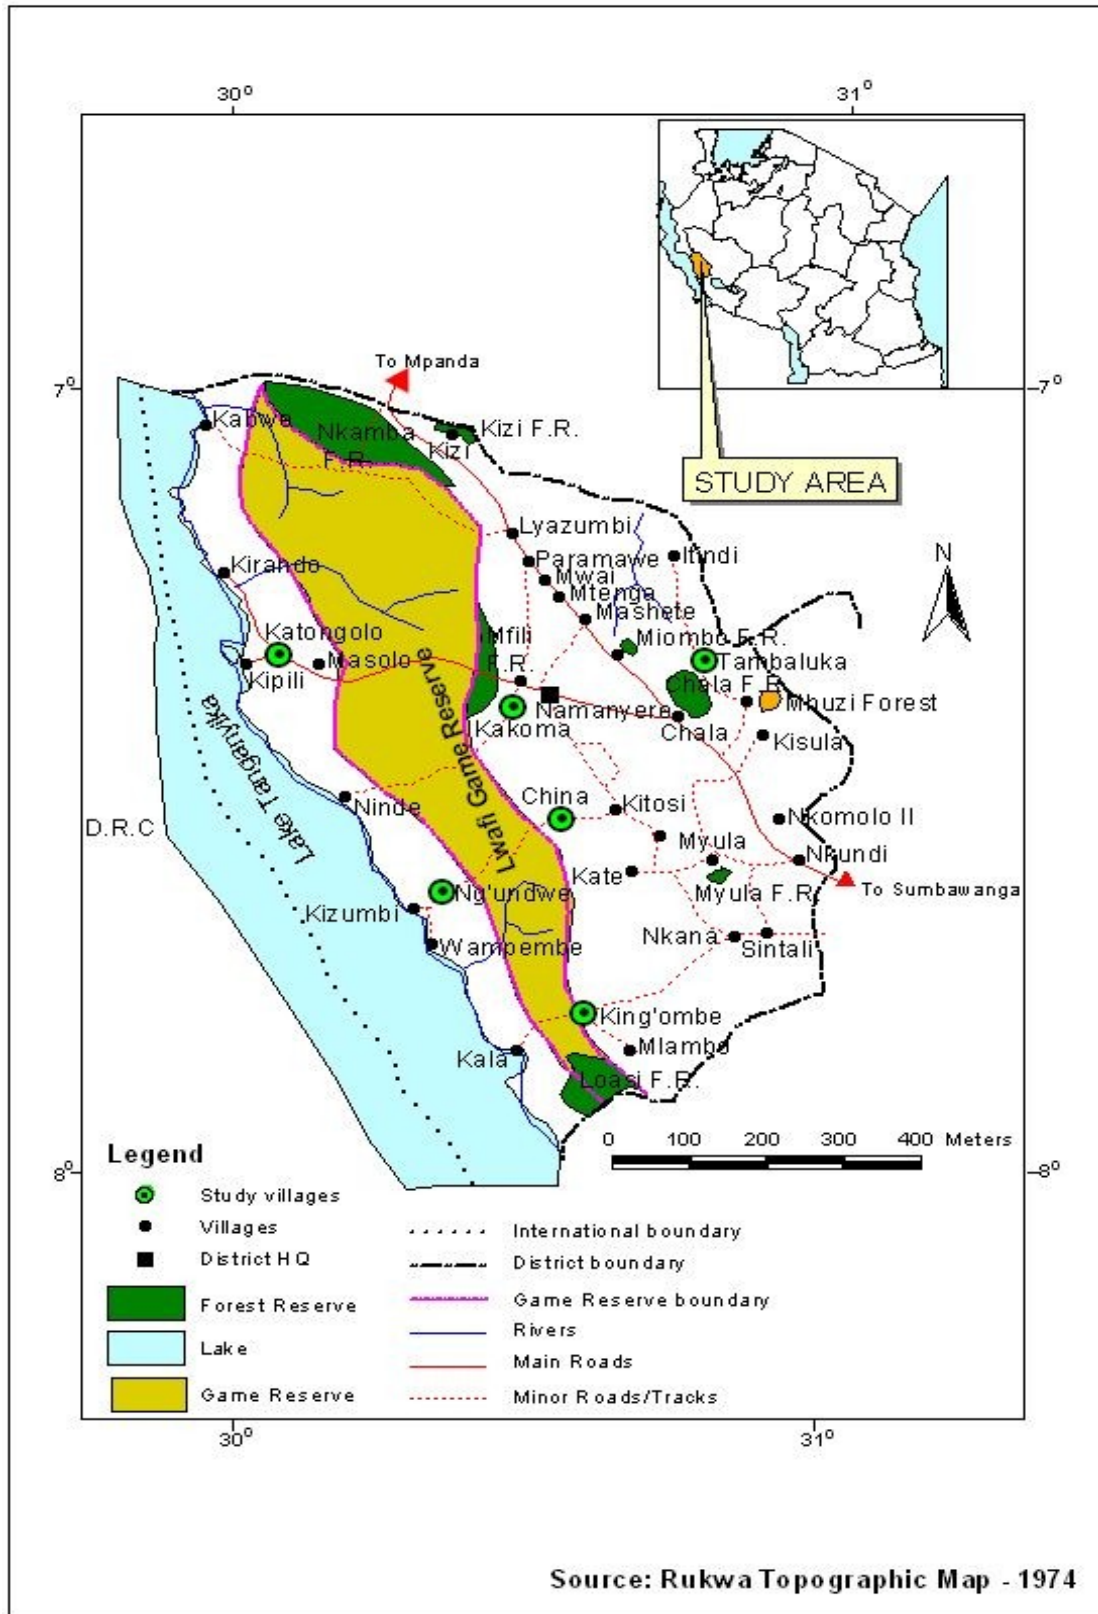 30° 31°
To Mpanda
7° 7°
Kabwe
Nkamba
F.R.
Kizi
Kizi F.R.
STUDY AREA
Lyazumbi
N
Paramawe
Itindi
Mwai
Kirando
Mtenga
Mashete
Katongolo
Mfili
F.R.
Miombo F.R.
Masolo
Tambaluka
Kipili
Chala F.R.
Namanyere
Mbuzi Forest
Kakoma
Chala
Kisula
Lake Tanganyika
Lwafi Game Reserve
Ninde
China
Kitosi
Nkomolo II
D.R.C
Myula
Nkundi
Kate
Myula F.R.
To Sumbawanga
Ng'undwe
Kizumbi
Wampembe
Nkana
Sintali
King'ombe
Kala
Mlambo
Loasi F.R.
0 100 200 300 400 Meters
8° 8°
Legend
Study villages
Villages
District HQ
Forest Reserve
Lake
Game Reserve
International boundary
District boundary
Game Reserve boundary
Rivers
Main Roads
Minor Roads/Tracks
30° 31°
Source: Rukwa Topographic Map - 1974